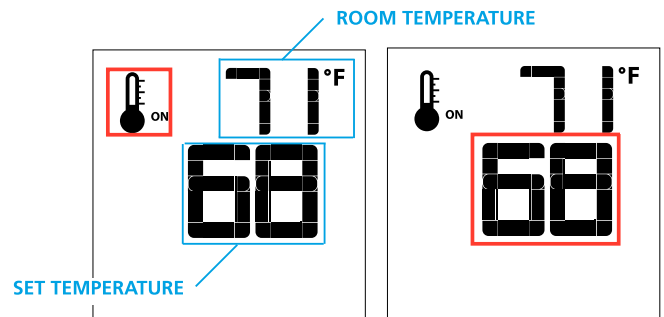 ROOM TEMPERATURE
71 °F
ON
68
SET TEMPERATURE
71 °F
ON
68